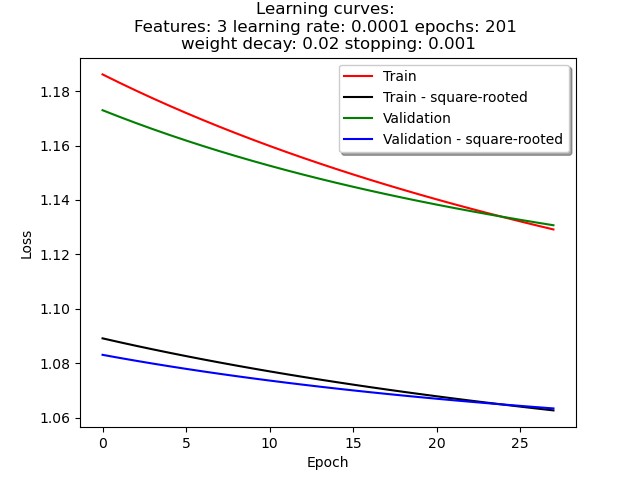 Learning curves:
Features: 3 learning rate: 0.0001 epochs: 201
weight decay: 0.02 stopping: 0.001
Train
Train - square-rooted
Validation
Validation - square-rooted
1.18
1.16
1.14
1.12
1.10
1.08
1.06
Loss
0 5 10 15 20 25
Epoch